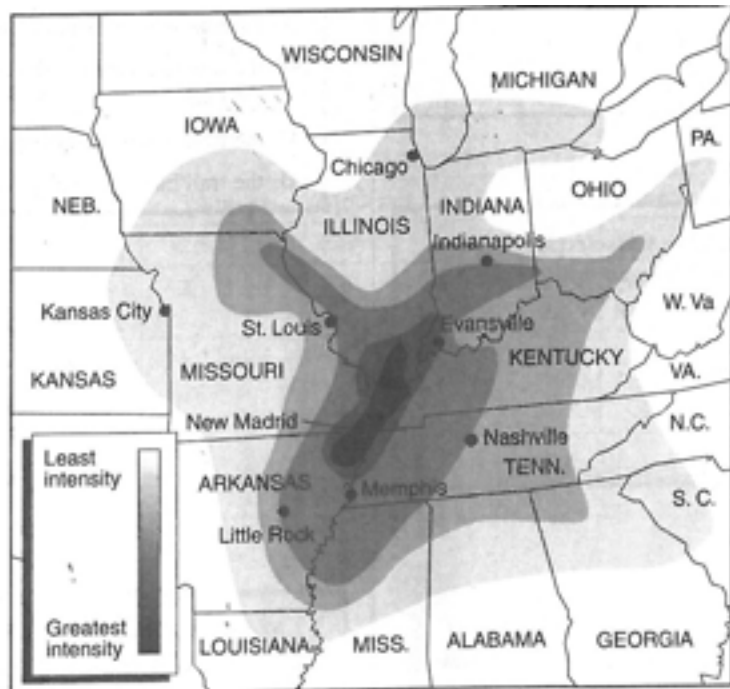 WISCONSIN
MICHIGAN
IOWA
PA.
Chicago
OHIO
NEB.
ILLINOIS
INDIANA
Indianapolis
Kansas City
St. Louis
Evansville
W. Va
KANSAS
MISSOURI
KENTUCKY
VA.
New Madrid
N.C.
Nashville
TENN.
ARKANSAS
Memphis
S. C.
Little Rock
Least
intensity
Greatest
intensity
LOUISIANA
MISS.
ALABAMA
GEORGIA